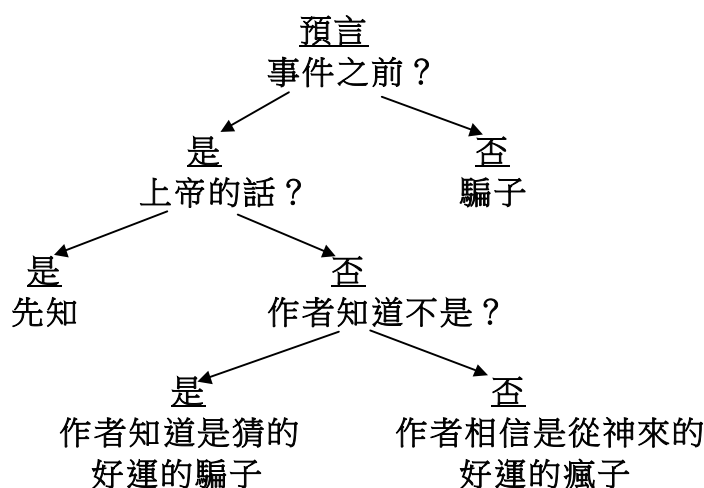 預言
事件之前？
是
否
上帝的話？
騙子
是
否
先知
作者知道不是？
是
否
作者知道是猜的
作者相信是從神來的
好運的騙子
好運的瘋子